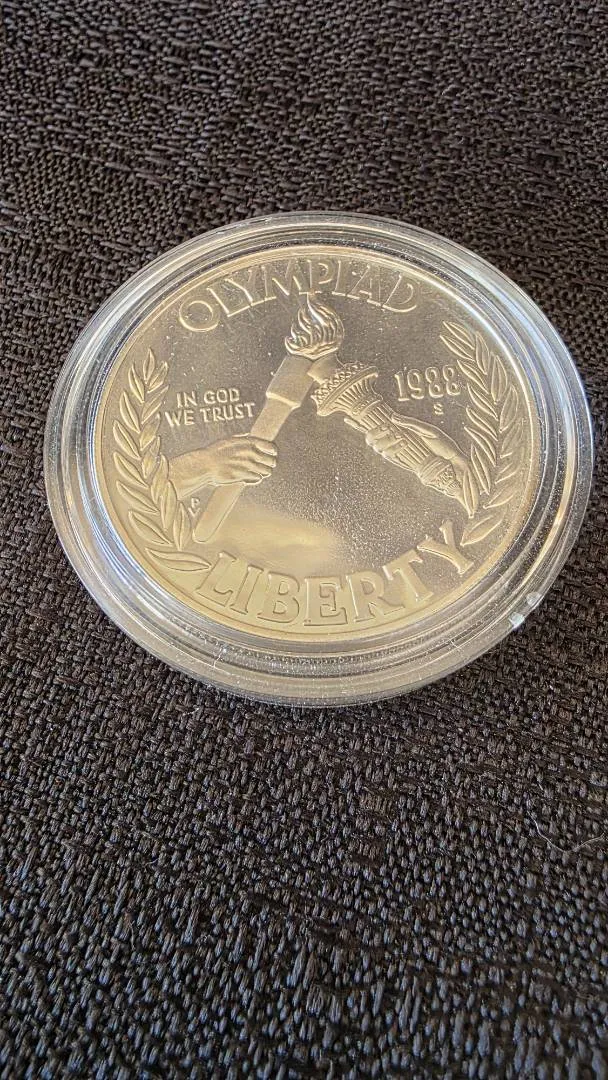 OLYMPIAD
IN GOD
WE TRUST
1988
S
LIBERTY